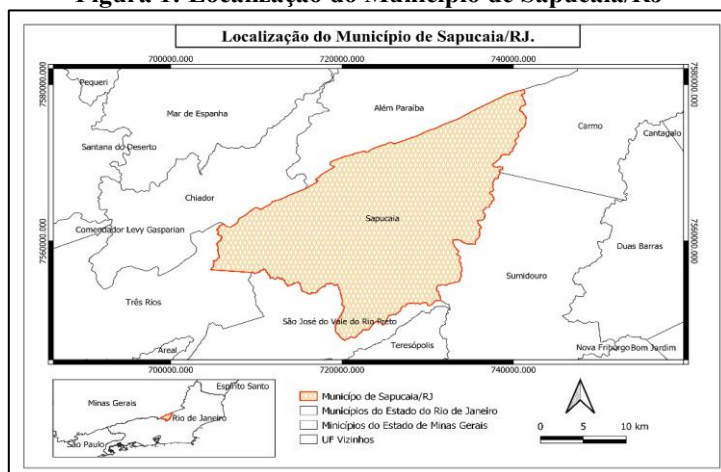 Figura 1: Localização do Município de Sapucaia/RJ
Localização do Município de Sapucaia/RJ.
700000.000
720000.000
740000.000
7580000.000
7580000.000
Pequeri
Mar de Espanha
Além Paraíba
Carmo
Cantagalo
Santana do Deserto
Chiador
Sapucaia
Comendador Levy Gasparian
7560000.000
7560000.000
Duas Barras
Sumidouro
Três Rios
São José do Vale do Rio Preto
Areal
Teresópolis
Nova Friburgo
Bom Jardim
700000.000
720000.000
740000.000
Espírito Santo
Minas Gerais
Rio de Janeiro
São Paulo
Municípo de Sapucaia/RJ
Municípios do Estado do Rio de Janeiro
Minicípios do Estado de Minas Gerais
UF Vizinhos
0 5 10 km